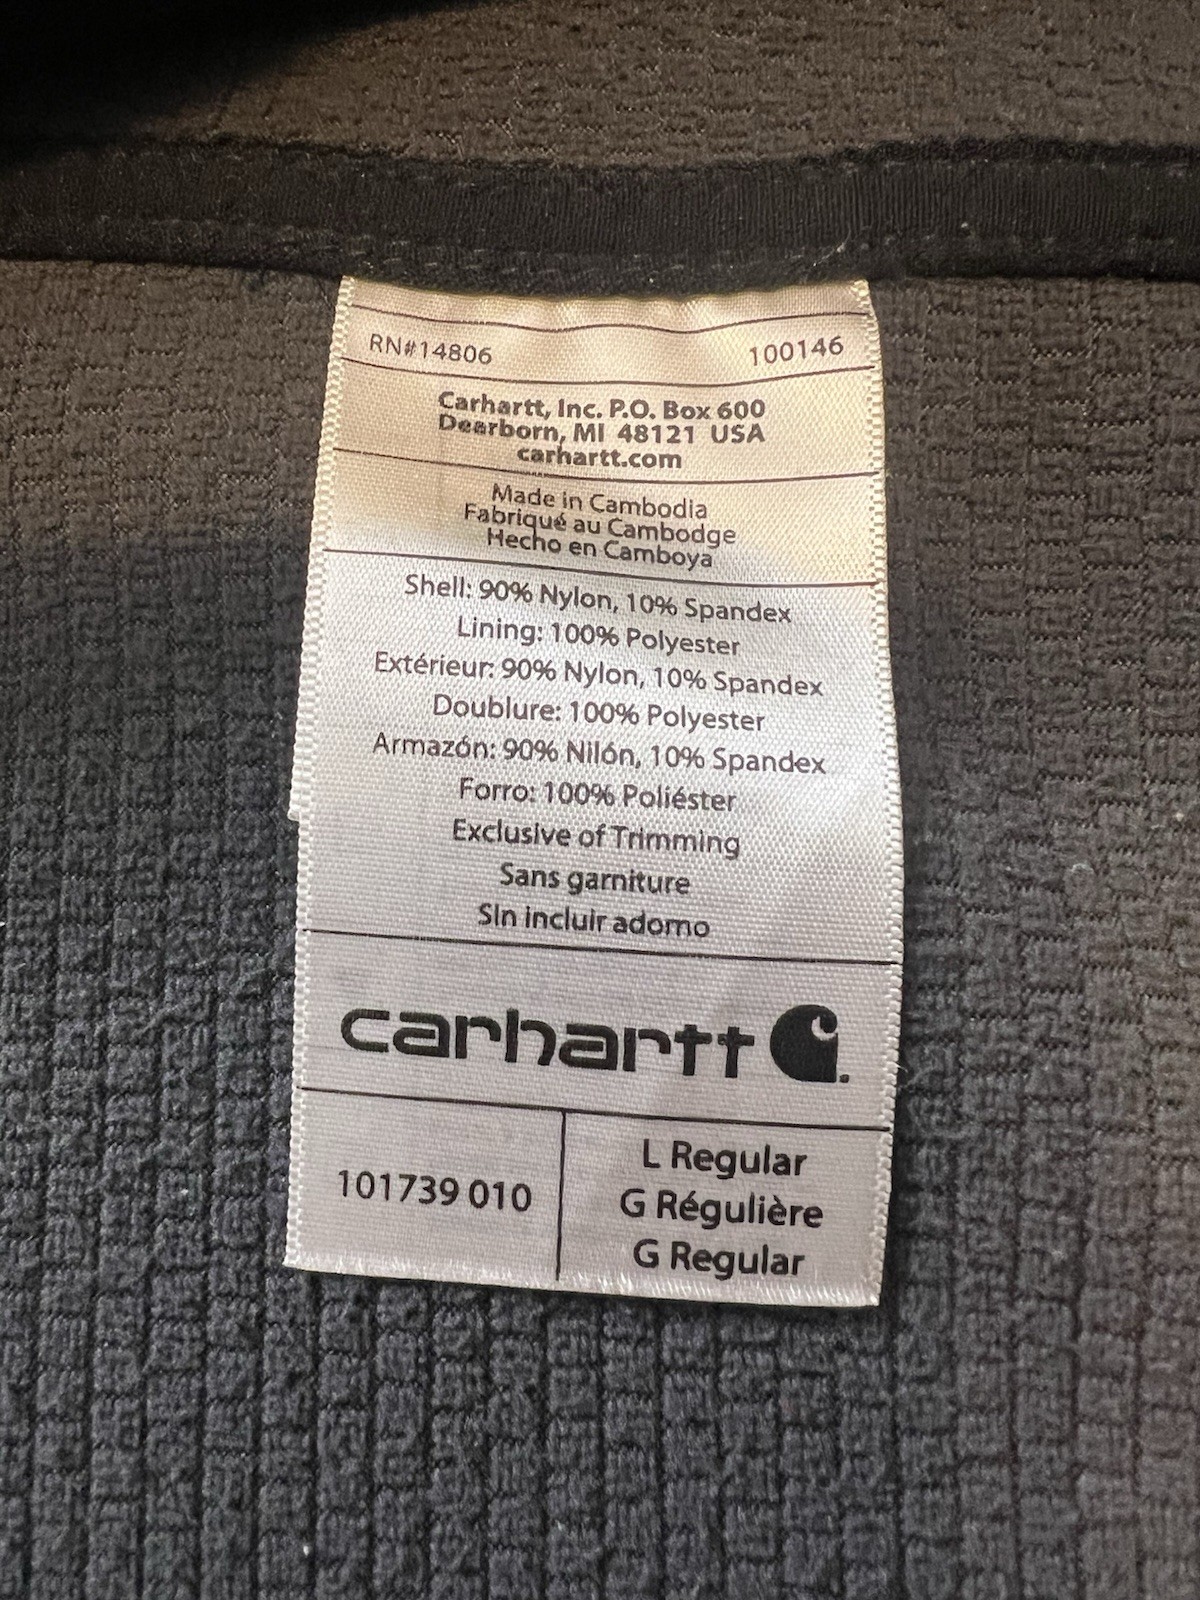 RN#14806 100146
Carhartt, Inc. P.O. Box 600
Dearborn, MI 48121 USA
carhartt.com
Made in Cambodia
Fabriqué au Cambodge
Hecho en Camboya
Shell: 90% Nylon, 10% Spandex
Lining: 100% Polyester
Extérieur: 90% Nylon, 10% Spandex
Doublure: 100% Polyester
Armazón: 90% Nilón, 10% Spandex
Forro: 100% Poliéster
Exclusive of Trimming
Sans garniture
Sin incluir adorno
carhartt
101739 010
L Regular
G Régulière
G Regular